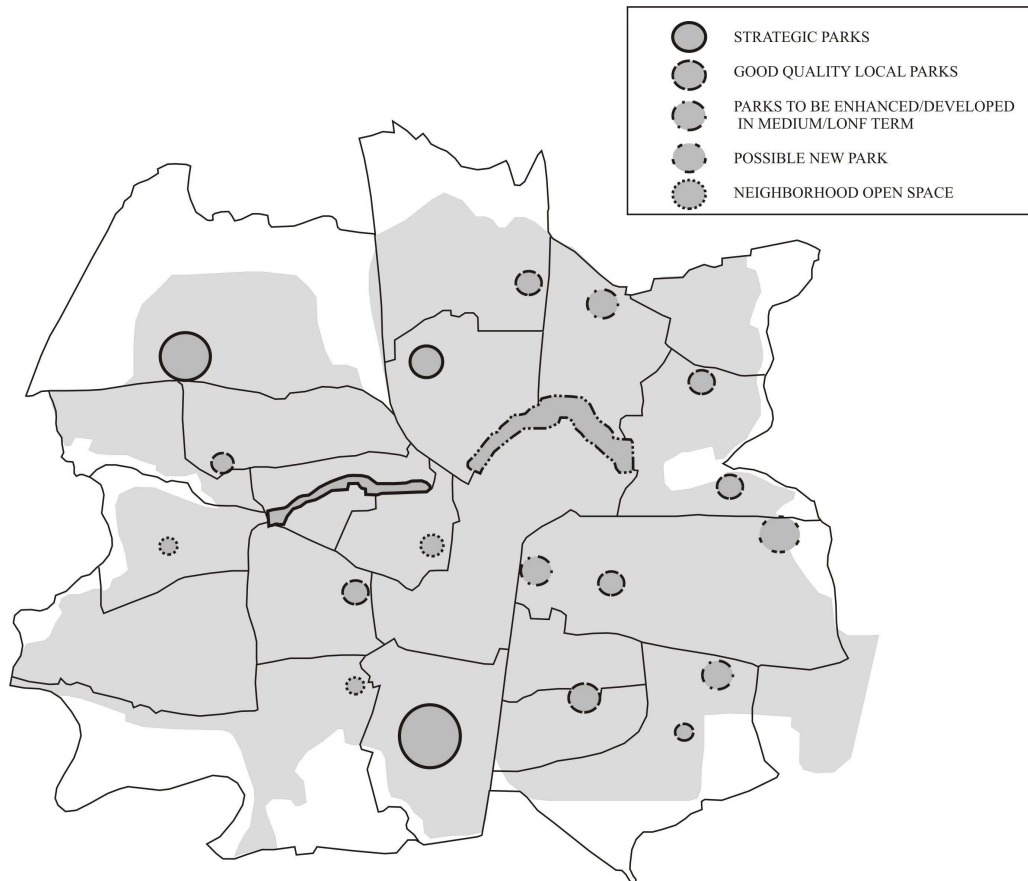 STRATEGIC PARKS
GOOD QUALITY LOCAL PARKS
PARKS TO BE ENHANCED/DEVELOPED
IN MEDIUM/LONF TERM
POSSIBLE NEW PARK
NEIGHBORHOOD OPEN SPACE